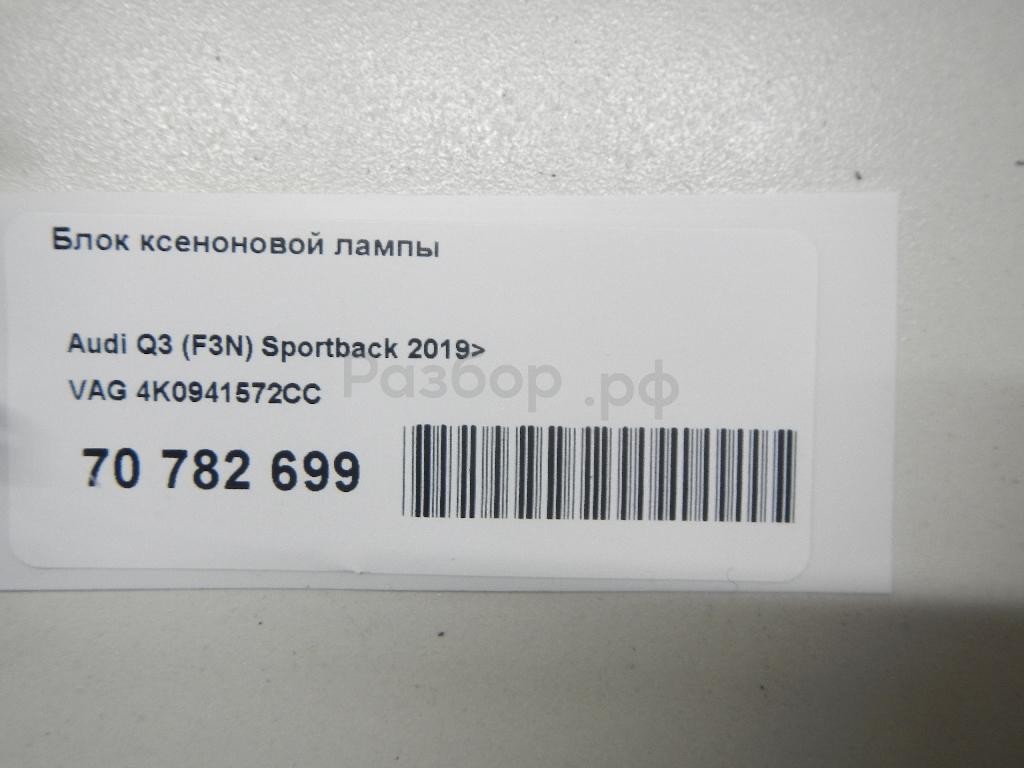 Блок ксеноновой лампы
Audi Q3 (F3N) Sportback 2019>
VAG 4K0941572CC
Разбор.рф
70 782 699